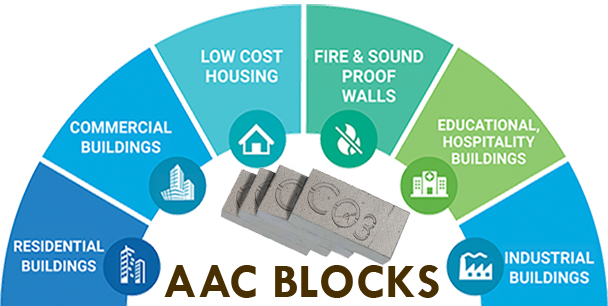 LOW COST
HOUSING
FIRE & SOUND
PROOF
WALLS
COMMERCIAL
BUILDINGS
EDUCATIONAL,
HOSPITALITY
BUILDINGS
RESIDENTIAL
BUILDINGS
INDUSTRIAL
BUILDINGS
AAC BLOCKS